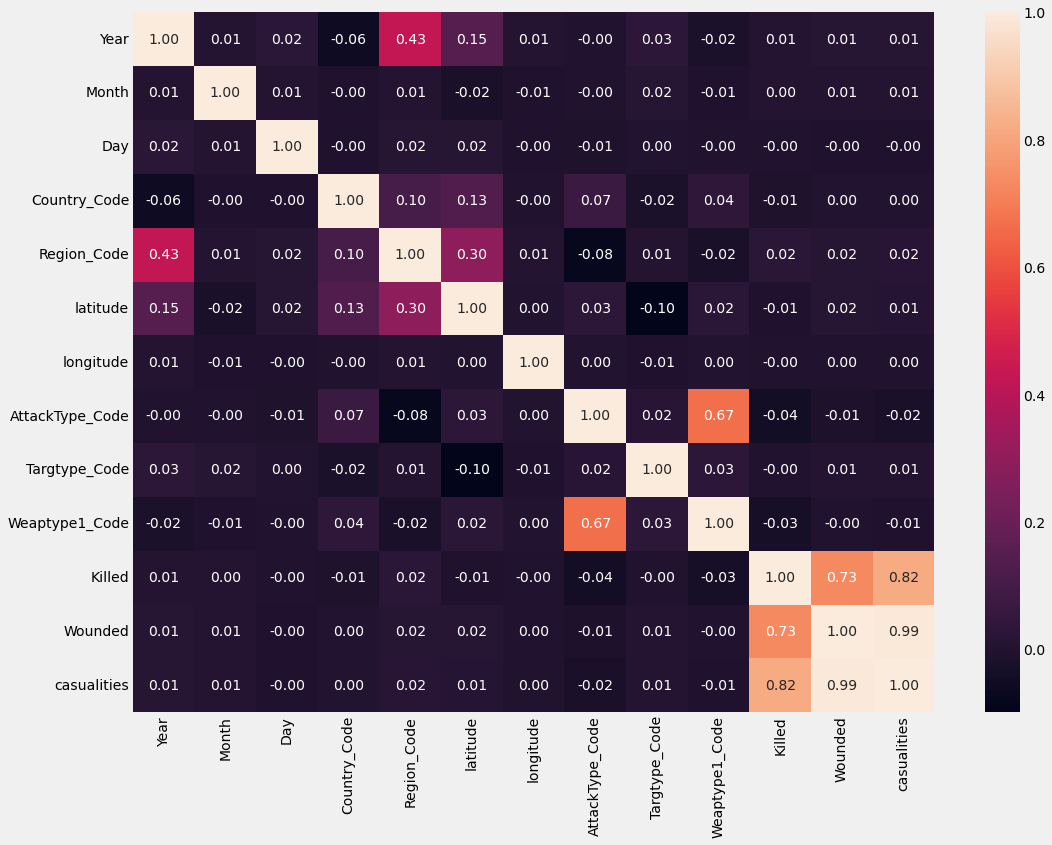 Year 1.00 0.01 0.02 -0.06 0.43 0.15 0.01 -0.00 0.03 -0.02 0.01 0.01 0.01
Month 0.01 1.00 0.01 -0.00 0.01 -0.02 -0.01 -0.00 0.02 -0.01 0.00 0.01 0.01
Day 0.02 0.01 1.00 -0.00 0.02 0.02 -0.00 -0.01 0.00 -0.00 -0.00 -0.00 -0.00
Country_Code -0.06 -0.00 -0.00 1.00 0.10 0.13 -0.00 0.07 -0.02 0.04 -0.01 0.00 0.00
Region_Code 0.43 0.01 0.02 0.10 1.00 0.30 0.01 -0.08 0.01 -0.02 0.02 0.02 0.02
latitude 0.15 -0.02 0.02 0.13 0.30 1.00 0.00 0.03 -0.10 0.02 -0.01 0.02 0.01
longitude 0.01 -0.01 -0.00 -0.00 0.01 0.00 1.00 0.00 -0.01 0.00 -0.00 0.00 0.00
AttackType_Code -0.00 -0.00 -0.01 0.07 -0.08 0.03 0.00 1.00 0.02 0.67 -0.04 -0.01 -0.02
Targtype_Code 0.03 0.02 0.00 -0.02 0.01 -0.10 -0.01 0.02 1.00 0.03 -0.00 0.01 0.01
Weaptype1_Code -0.02 -0.01 -0.00 0.04 -0.02 0.02 0.00 0.67 0.03 1.00 -0.03 -0.00 -0.01
Killed 0.01 0.00 -0.00 -0.01 0.02 -0.01 -0.00 -0.04 -0.00 -0.03 1.00 0.73 0.82
Wounded 0.01 0.01 -0.00 0.00 0.02 0.02 0.00 -0.01 0.01 -0.00 0.73 1.00 0.99
casualities 0.01 0.01 -0.00 0.00 0.02 0.01 0.00 -0.02 0.01 -0.01 0.82 0.99 1.00
Year
Month
Day
Country_Code
Region_Code
latitude
longitude
AttackType_Code
Targtype_Code
Weaptype1_Code
Killed
Wounded
casualities
1.0
0.8
0.6
0.4
0.2
0.0